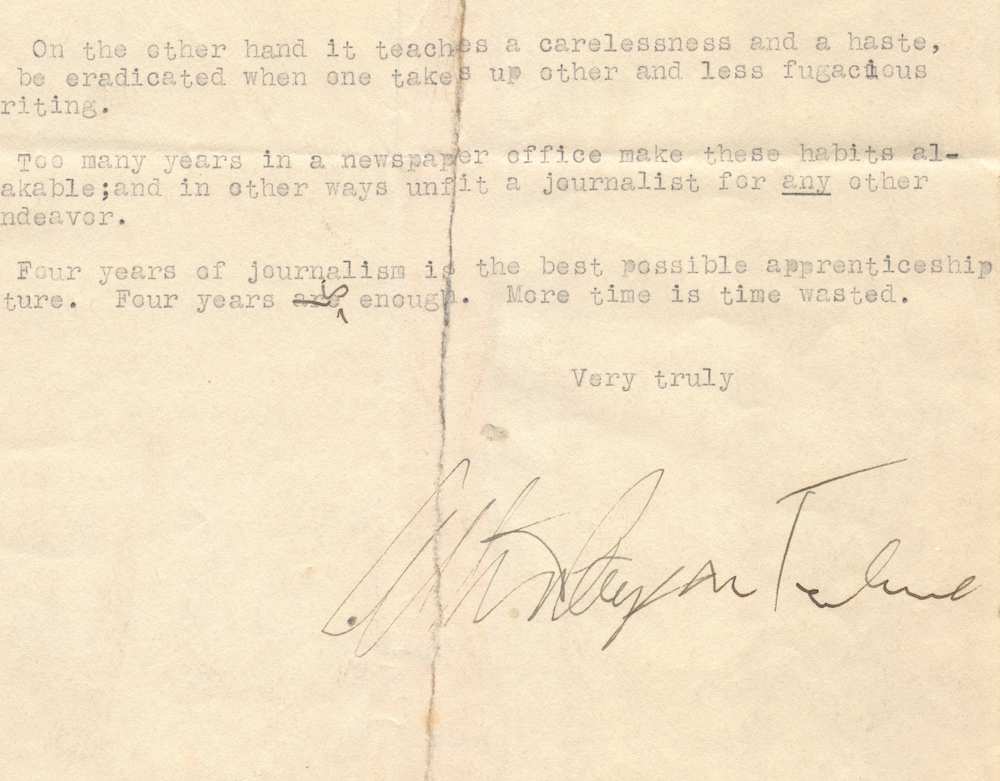 On the other hand it teaches a carelessness and a haste,
be eradicated when one takes up other and less fugacious
riting.
Too many years in a newspaper office make these habits al-
akable;and in other ways unfit a journalist for any other
ndeavor.
Four years of journalism is the best possible apprenticeship
ture. Four years is enough. More time is time wasted.
Very truly
Albert Payson Terhune